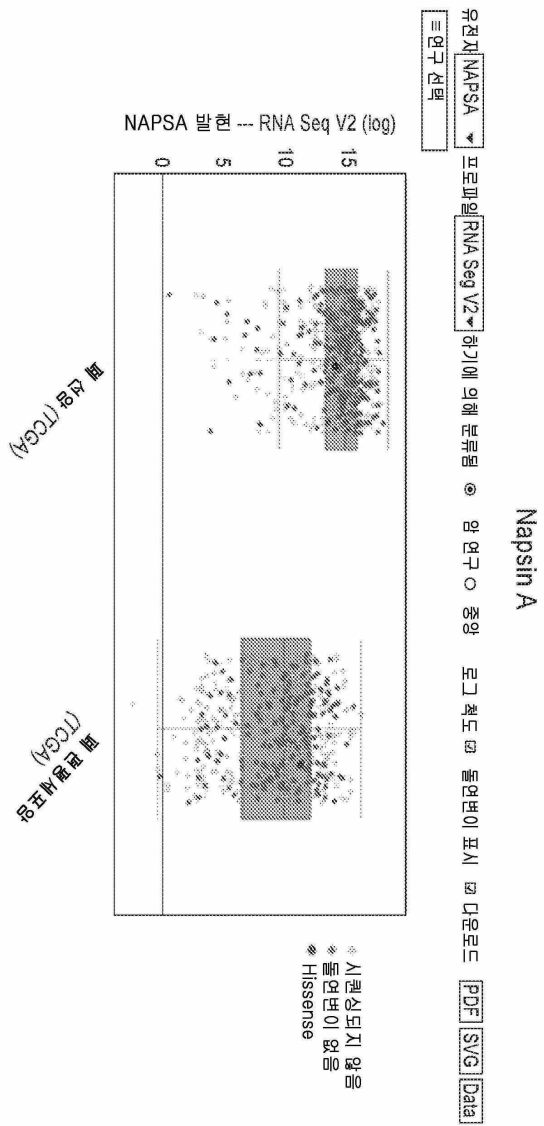 Napsin A
유전자 NAPSA ▼ 프로파일 RNA Seg V2▼ 하기에 의해 분류됨 ◉ 암 연구 ○ 중앙 로그 척도 ☑ 돌연변이 표시 ☑ 다운로드 PDF SVG Data
≡연구 선택
NAPSA 발현 --- RNA Seq V2 (log)
15
10
5
0
폐 선암 (TCGA)
폐 편평세포암
(TCGA)
시퀀싱되지 않음
돌연변이 없음
Hissense